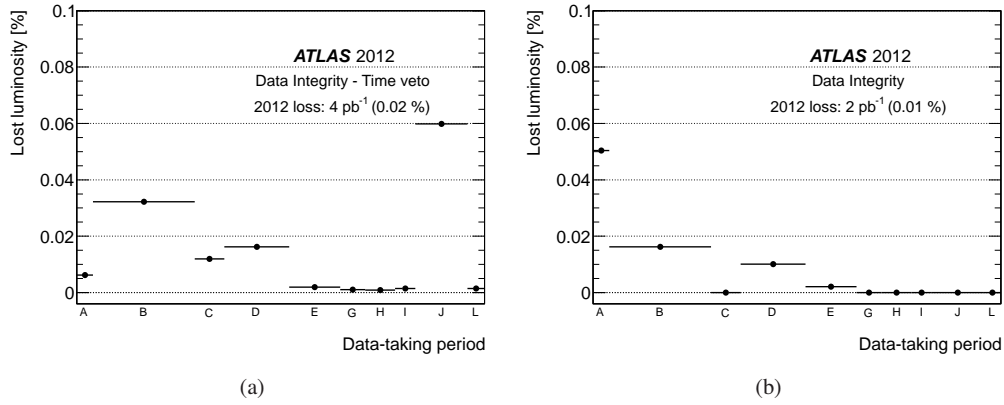 Lost luminosity [%]
0.1
0.08
0.06
0.04
0.02
0
ATLAS 2012
Data Integrity - Time veto
2012 loss: 4 pb-1 (0.02 %)
A B C D E G H I J L
Data-taking period
(a)
Lost luminosity [%]
0.1
0.08
0.06
0.04
0.02
0
ATLAS 2012
Data Integrity
2012 loss: 2 pb-1 (0.01 %)
A B C D E G H I J L
Data-taking period
(b)